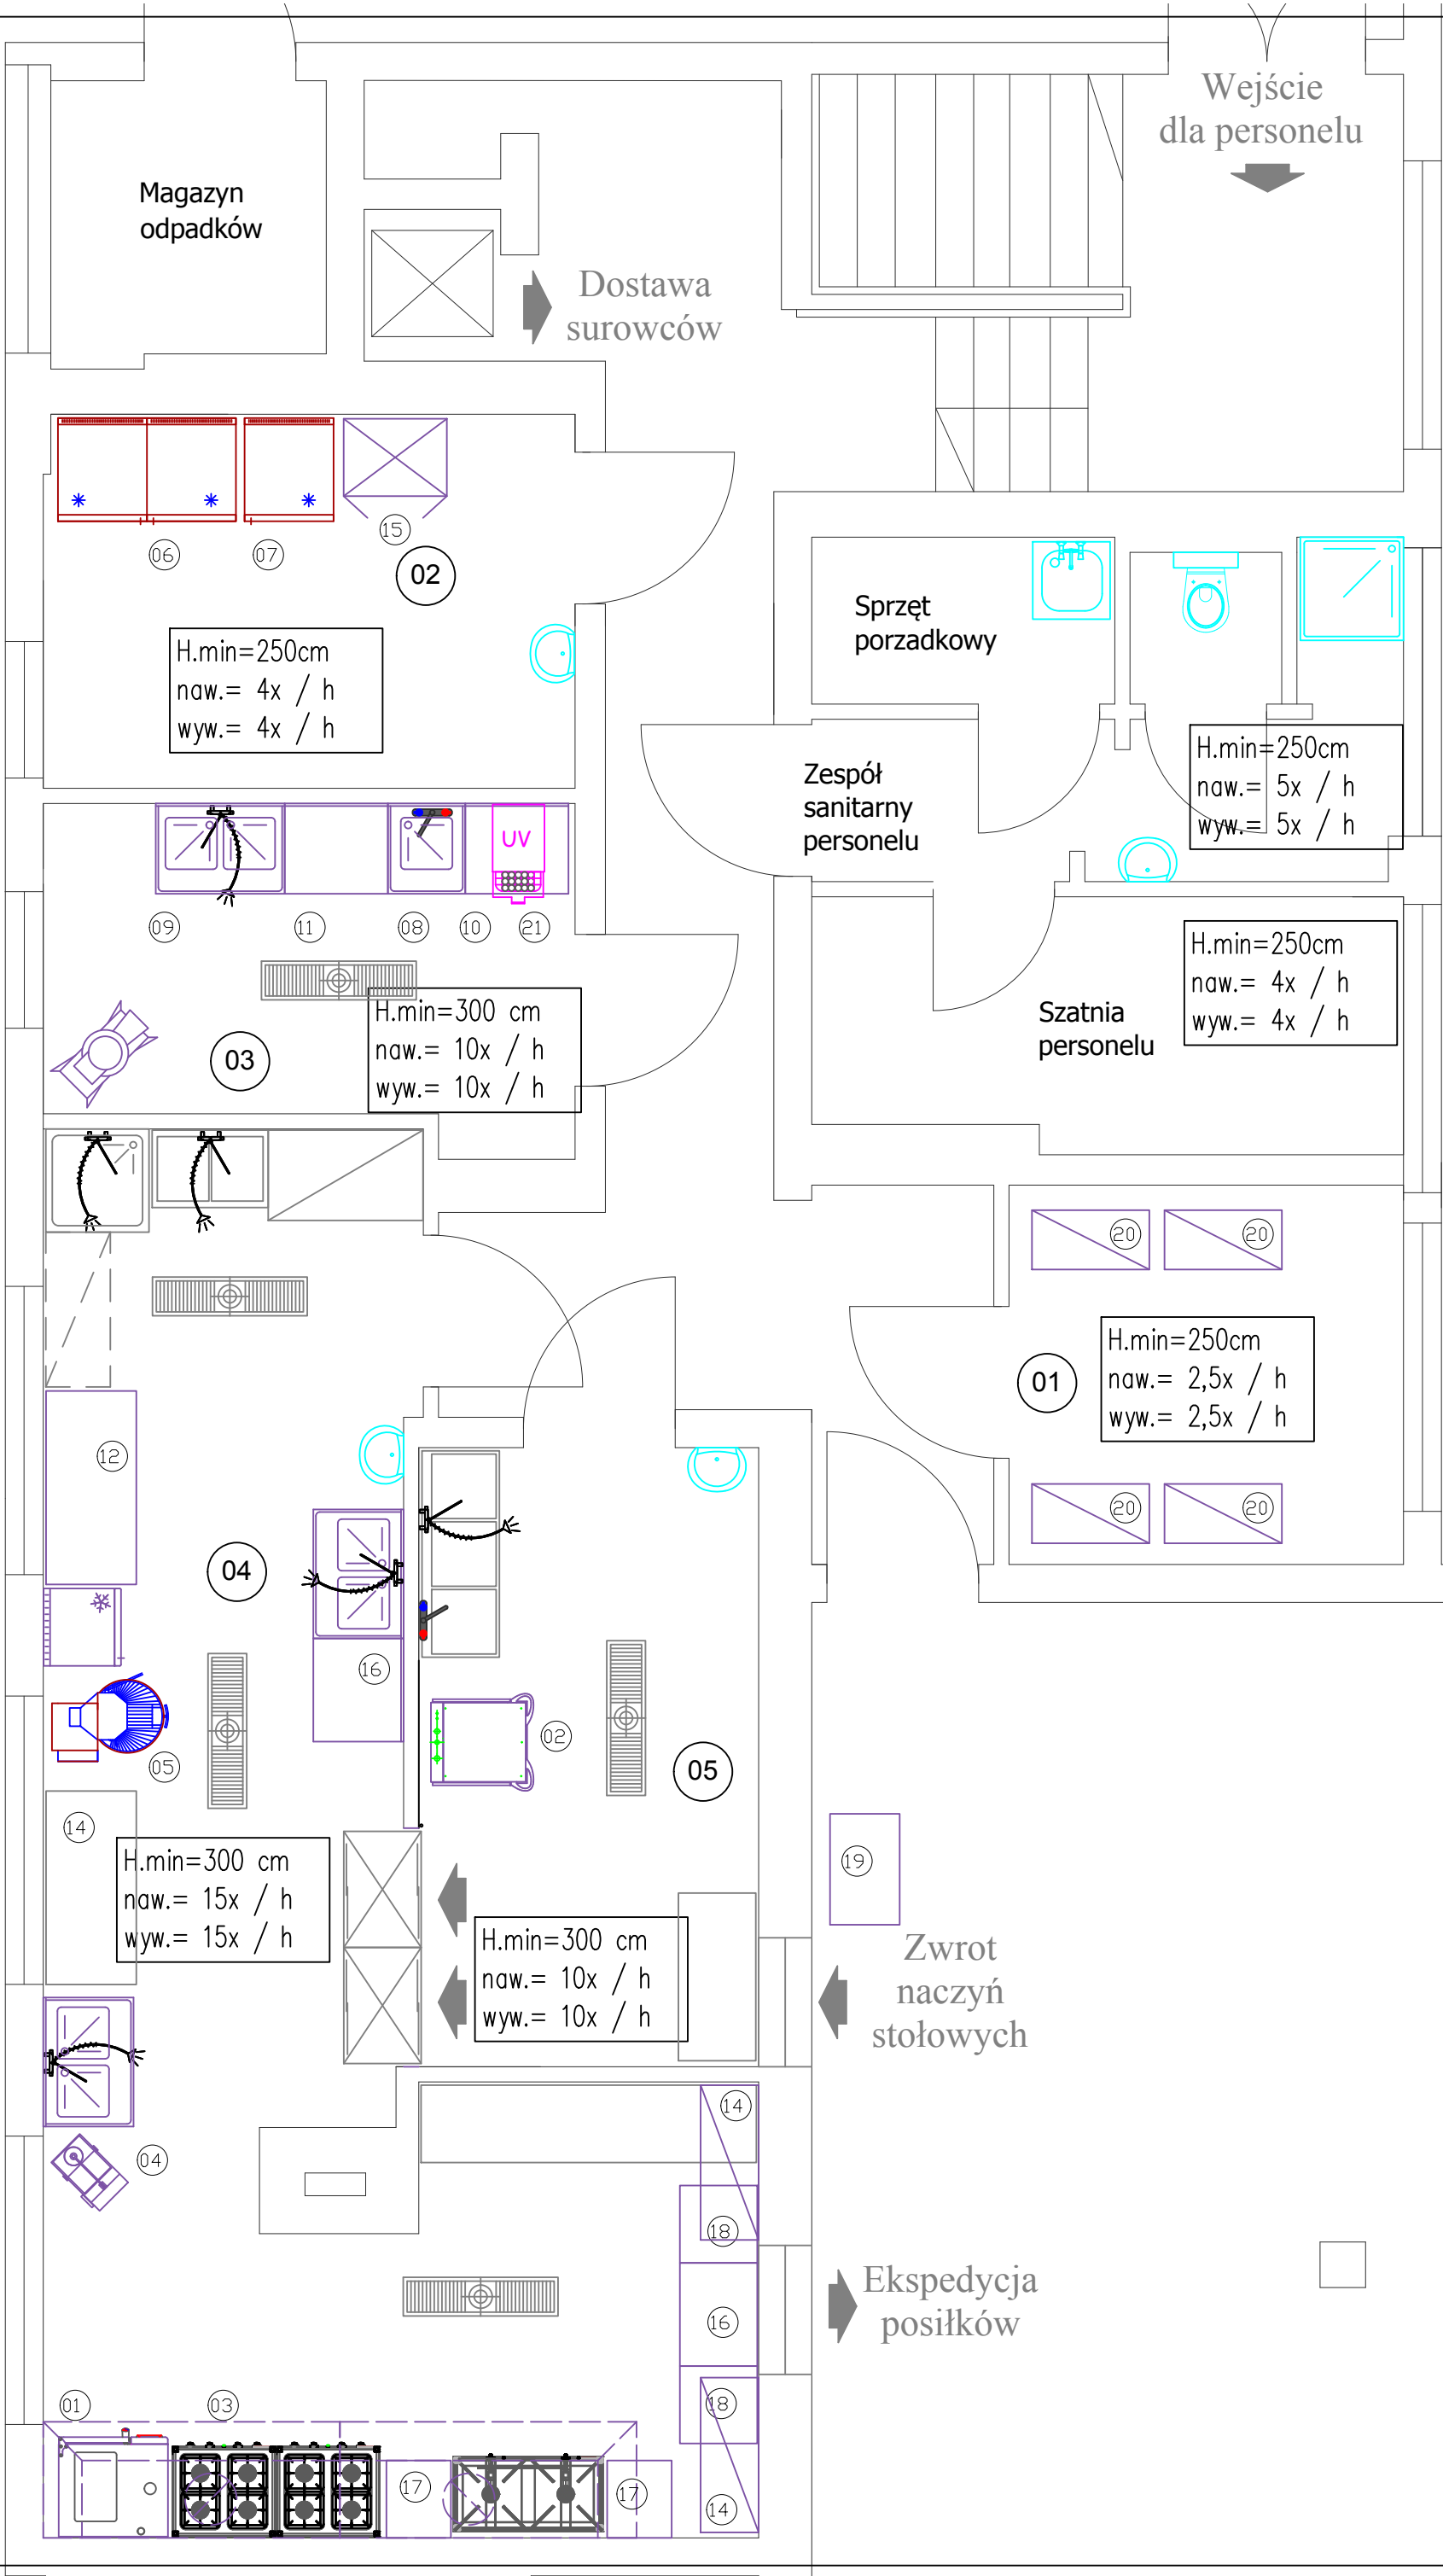 Wejście
dla personelu
Magazyn
odpadków
Dostawa
surowców
15
06
07
02
Sprzęt
porzadkowy
H.min=250cm
naw.= 4x / h
wyw.= 4x / h
H.min=250cm
naw.= 5x / h
wyw.= 5x / h
Zespół
sanitarny
personelu
UV
09
11
08
10
21
H.min=250cm
naw.= 4x / h
wyw.= 4x / h
Szatnia
personelu
H.min=300 cm
naw.= 10x / h
wyw.= 10x / h
03
20
20
H.min=250cm
naw.= 2,5x / h
wyw.= 2,5x / h
01
12
20
20
04
16
02
05
05
14
H.min=300 cm
naw.= 15x / h
wyw.= 15x / h
19
H.min=300 cm
naw.= 10x / h
wyw.= 10x / h
Zwrot
naczyń
stołowych
14
04
18
Ekspedycja
posiłków
16
01
03
18
17
17
14